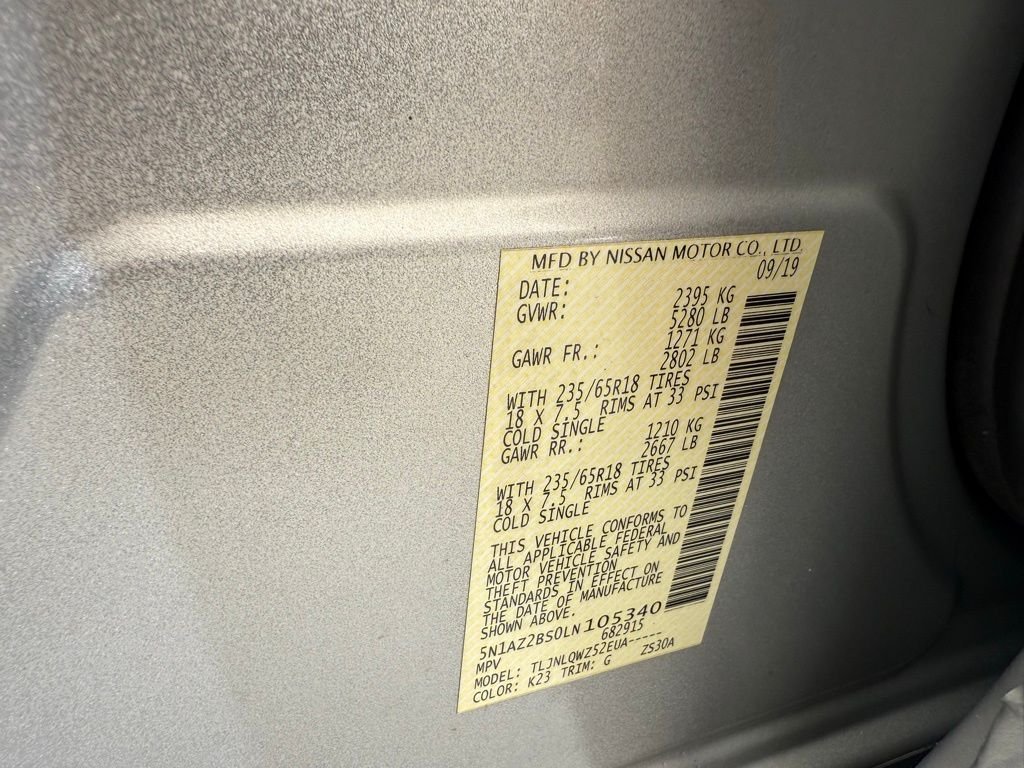 MFD BY NISSAN MOTOR CO., LTD.
DATE: 09/19
GVWR: 2395 KG
5280 LB
GAWR FR.: 1271 KG
2802 LB
WITH 235/65R18 TIRES
18 X 7.5 RIMS AT 33 PSI
COLD SINGLE
GAWR RR.: 1210 KG
2667 LB
WITH 235/65R18 TIRES
18 X 7.5 RIMS AT 33 PSI
COLD SINGLE
THIS VEHICLE CONFORMS TO
ALL APPLICABLE FEDERAL
MOTOR VEHICLE SAFETY AND
THEFT PREVENTION
STANDARDS IN EFFECT ON
THE DATE OF MANUFACTURE
SHOWN ABOVE.
5N1AZ2BS0LN105340
MPV 682915
MODEL: TLJNLQWZ52EUA-----
COLOR: K23 TRIM: G ZS30A